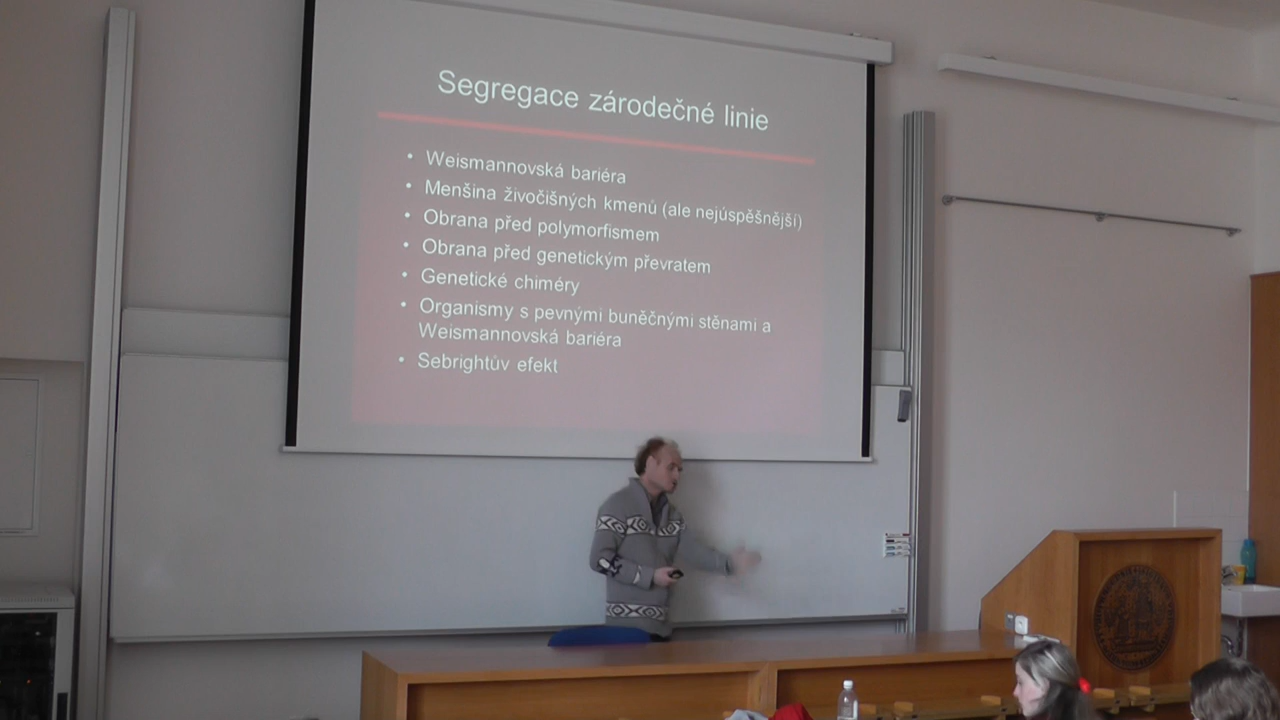 Segregace zárodečné linie
• Weismannovská bariéra
• Menšina živočišných kmenů (ale nejúspěšnější)
• Obrana před polymorfismem
• Obrana před genetickým převratem
• Genetické chiméry
• Organismy s pevnými buněčnými stěnami a
Weismannovská bariéra
• Sebrightův efekt